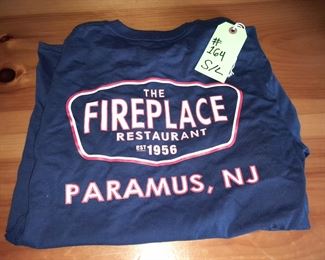 #
164
S/L
THE
FIREPLACE
RESTAURANT
EST 1956
PARAMUS, NJ